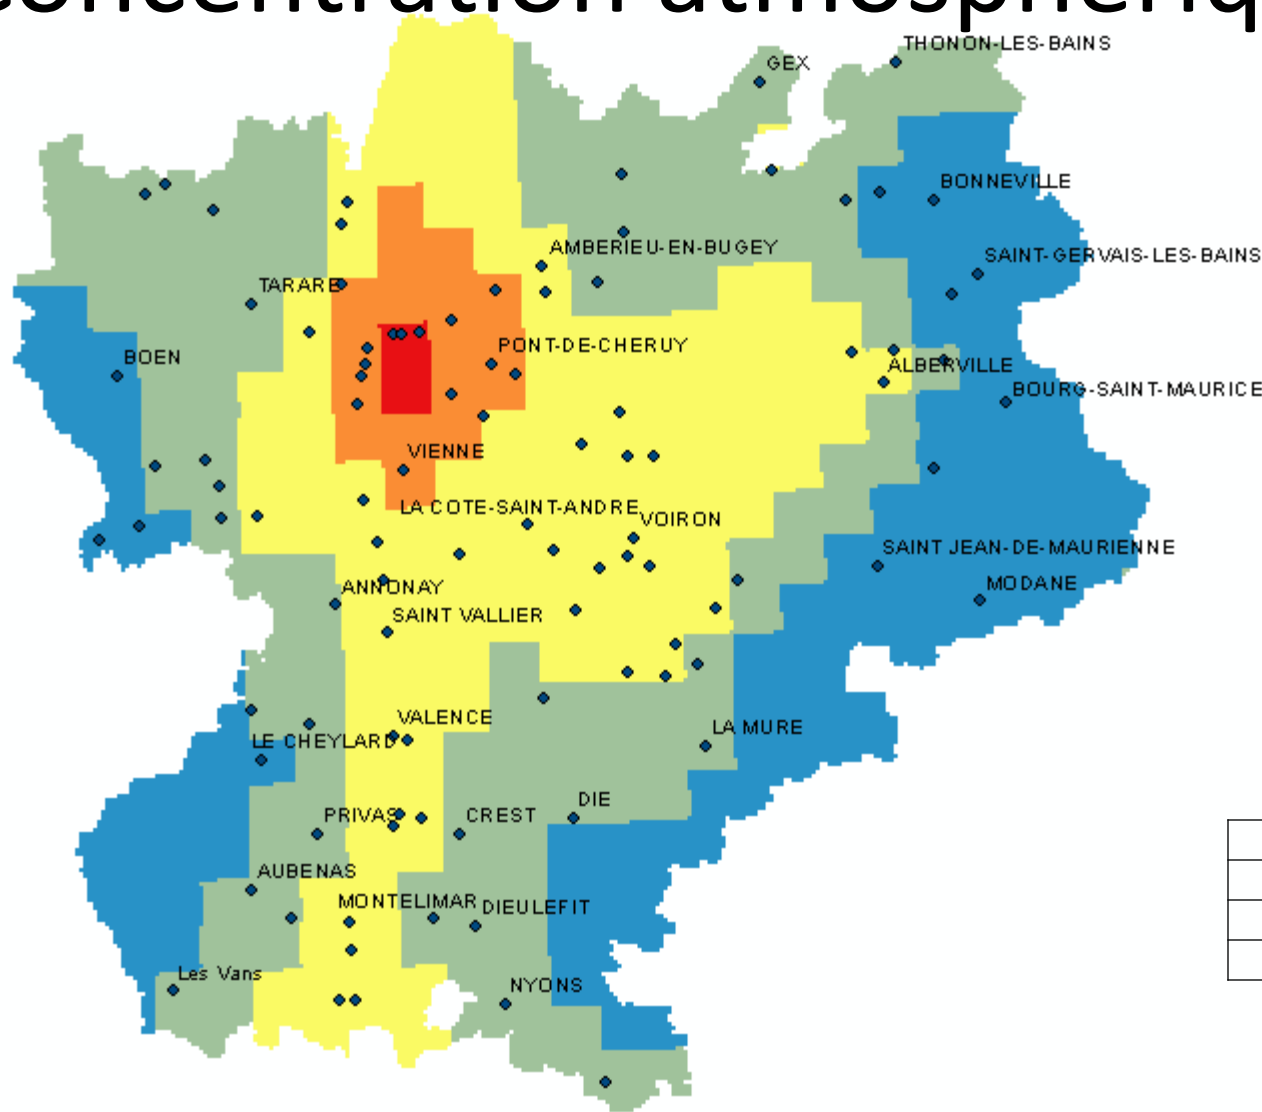 concentration atmosphériq
THONON-LES-BAINS
GEX
BONNEVILLE
AMBERIEU-EN-BUGEY
SAINT-GERVAIS-LES-BAINS
TARARE
PONT-DE-CHERUY
BOEN
ALBERVILLE
BOURG-SAINT-MAURICE
VIENNE
LA COTE-SAINT-ANDRE
VOIRON
SAINT JEAN-DE-MAURIENNE
ANNONAY
MODANE
SAINT VALLIER
VALENCE
LA MURE
LE CHEYLARD
DIE
PRIVAS
CREST
AUBENAS
MONTELIMAR
DIEULEFIT
Les Vans
NYONS